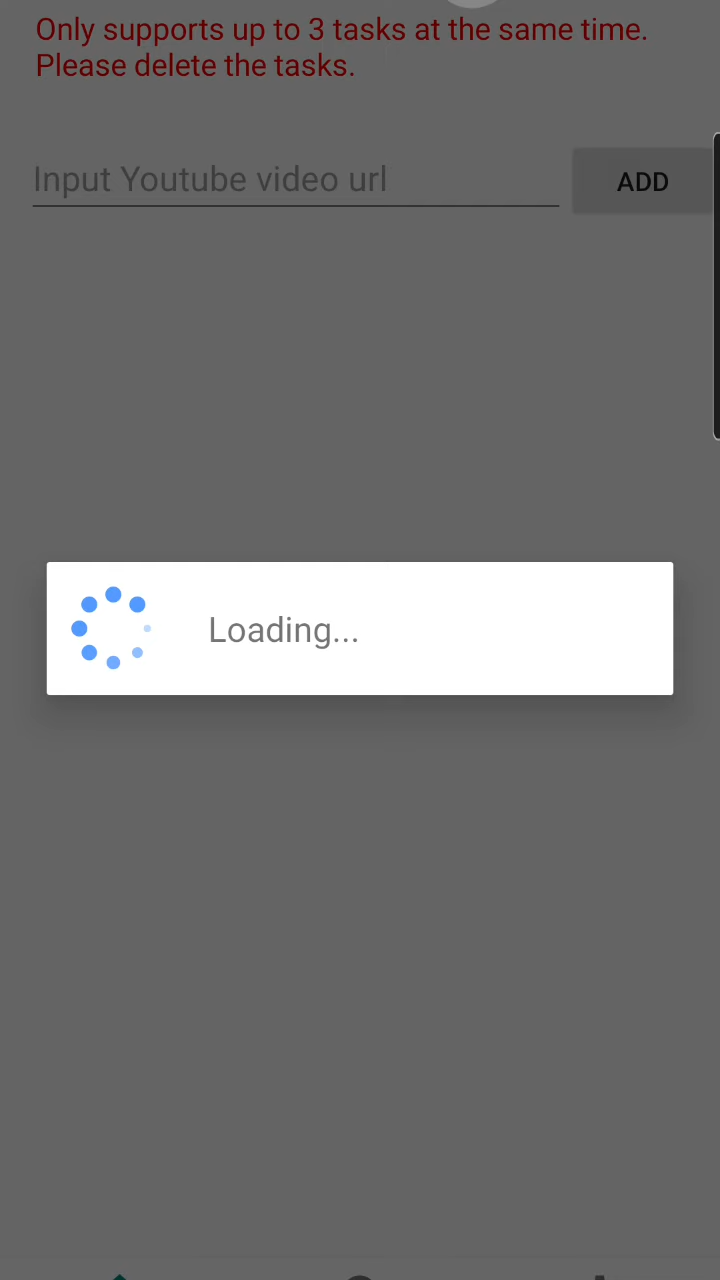 Only supports up to 3 tasks at the same time.
Please delete the tasks.
Input Youtube video url
ADD
Loading...